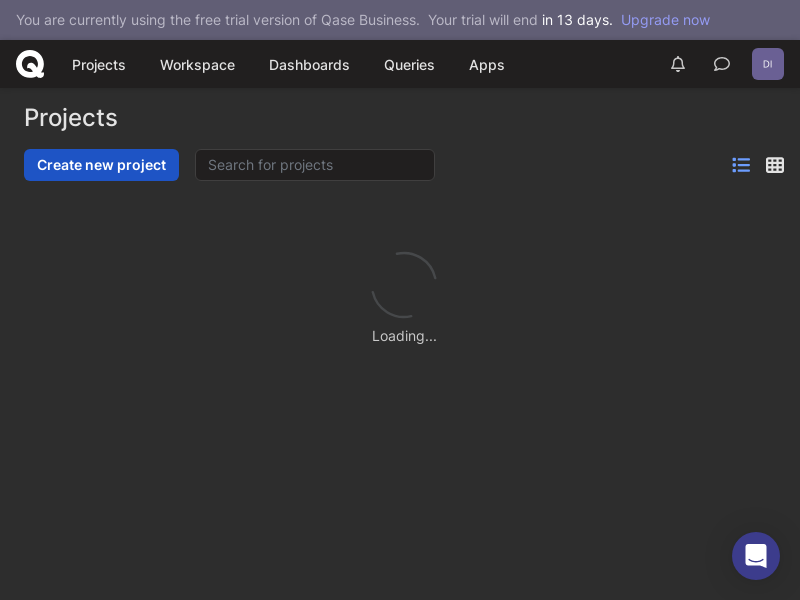 You are currently using the free trial version of Qase Business. Your trial will end in 13 days. Upgrade now
Projects Workspace Dashboards Queries Apps DI
Projects
Create new project Search for projects
Loading...